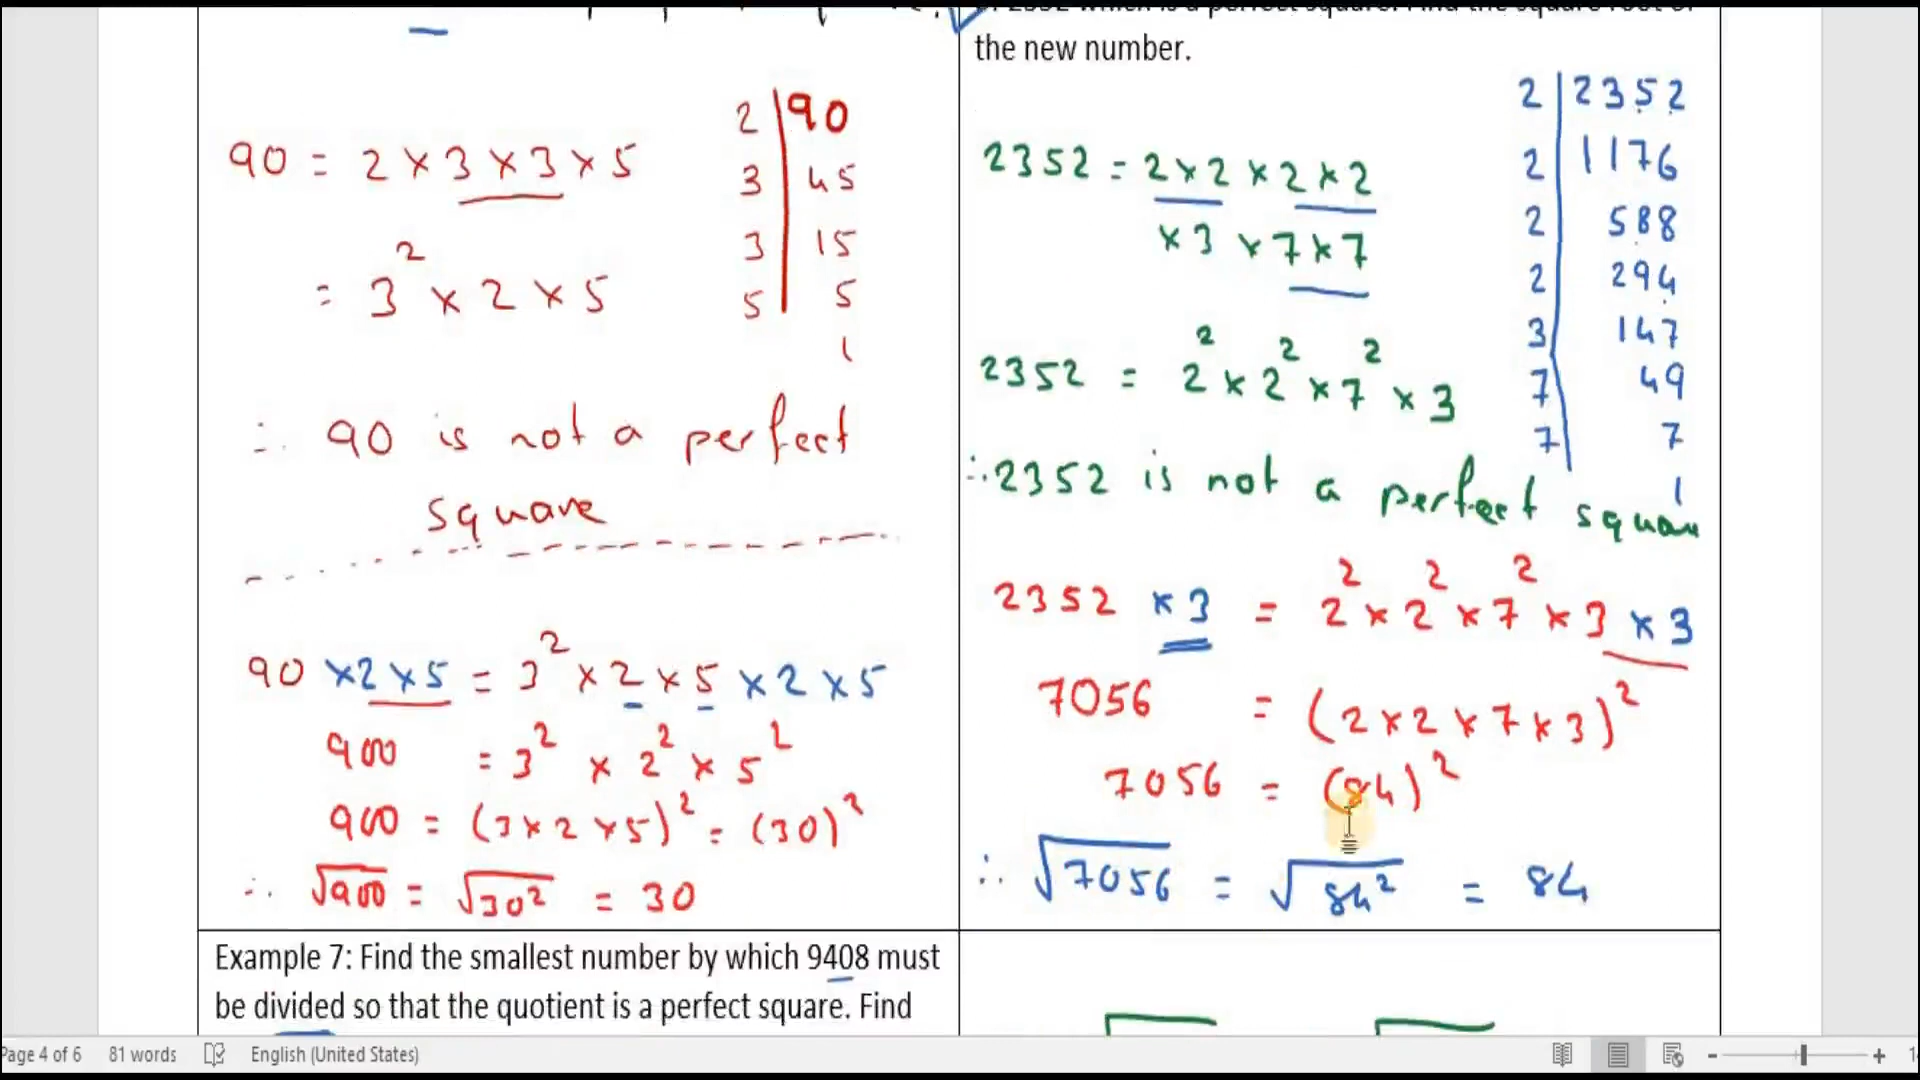 the new number.
90 = 2 × 3 × 3 × 5
2 | 90
3 | 45
3 | 15
5 | 5
1
= 3² × 2 × 5
∴ 90 is not a perfect
square
90 × 2 × 5 = 3² × 2 × 5 × 2 × 5
900 = 3² × 2² × 5²
900 = (3 × 2 × 5)² = (30)²
∴ √900 = √30² = 30
2352 = 2 × 2 × 2 × 2
× 3 × 7 × 7
2 | 2352
2 | 1176
2 | 588
2 | 294
3 | 147
7 | 49
7 | 7
1
2352 = 2² × 2² × 7² × 3
∴ 2352 is not a perfect square
2352 × 3 = 2² × 2² × 7² × 3 × 3
7056 = (2 × 2 × 7 × 3)²
7056 = (84)²
∴ √7056 = √84² = 84
Example 7: Find the smallest number by which 9408 must
be divided so that the quotient is a perfect square. Find
Page 4 of 6 81 words English (United States)